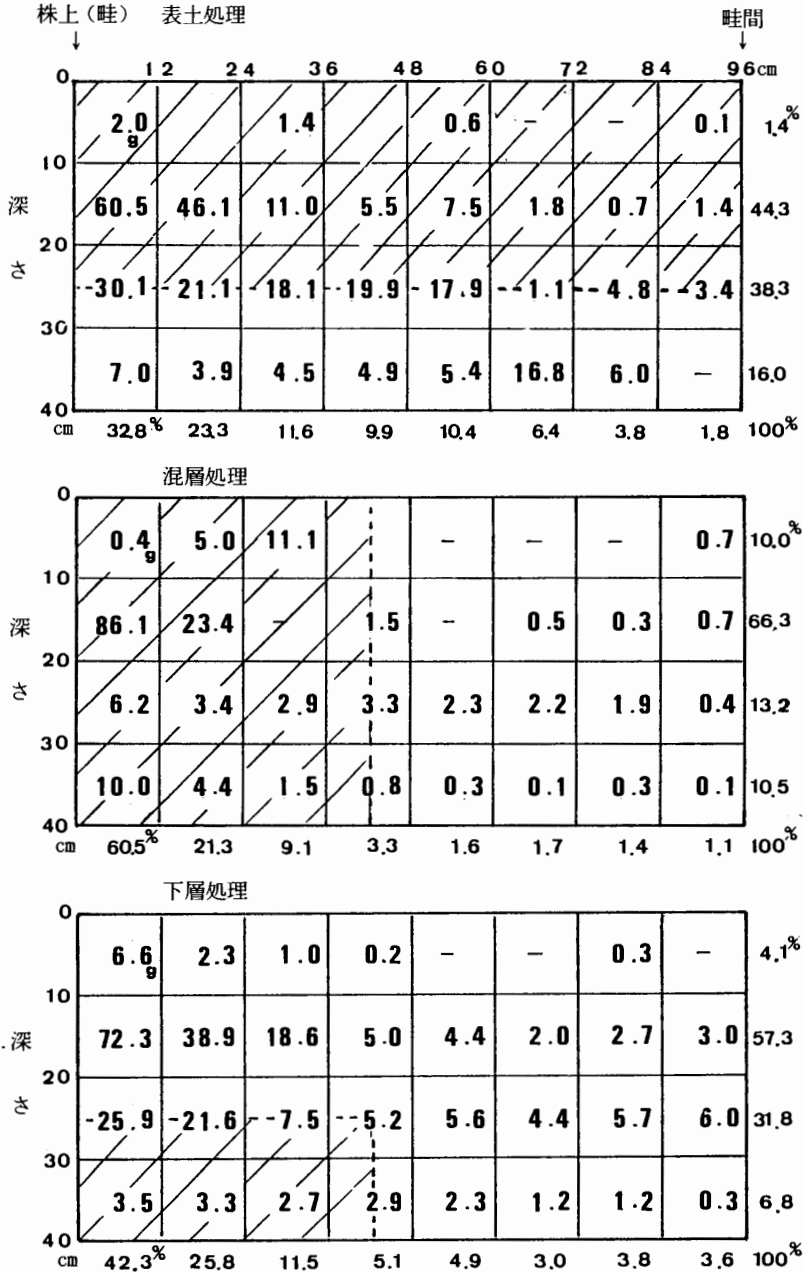 株上（畦） 表土処理 畦間
↓ ↓
0 12 24 36 48 60 72 84 96cm
2.0g 1.4 0.6 － － 0.1 1.4%
10
深 60.5 46.1 11.0 5.5 7.5 1.8 0.7 1.4 44.3
20
さ 30.1 21.1 18.1 19.9 17.9 1.1 4.8 3.4 38.3
30
7.0 3.9 4.5 4.9 5.4 16.8 6.0 － 16.0
40
cm 32.8% 23.3 11.6 9.9 10.4 6.4 3.8 1.8 100%
混層処理
0
0.4g 5.0 11.1 － － － 0.7 10.0%
10
深 86.1 23.4 － 1.5 － 0.5 0.3 0.7 66.3
20
さ 6.2 3.4 2.9 3.3 2.3 2.2 1.9 0.4 13.2
30
10.0 4.4 1.5 0.8 0.3 0.1 0.3 0.1 10.5
40
cm 60.5% 21.3 9.1 3.3 1.6 1.7 1.4 1.1 100%
下層処理
0
6.6g 2.3 1.0 0.2 － － 0.3 － 4.1%
10
深 72.3 38.9 18.6 5.0 4.4 2.0 2.7 3.0 57.3
20
さ 25.9 21.6 7.5 5.2 5.6 4.4 5.7 6.0 31.8
30
3.5 3.3 2.7 2.9 2.3 1.2 1.2 0.3 6.8
40
cm 42.3% 25.8 11.5 5.1 4.9 3.0 3.8 3.6 100%